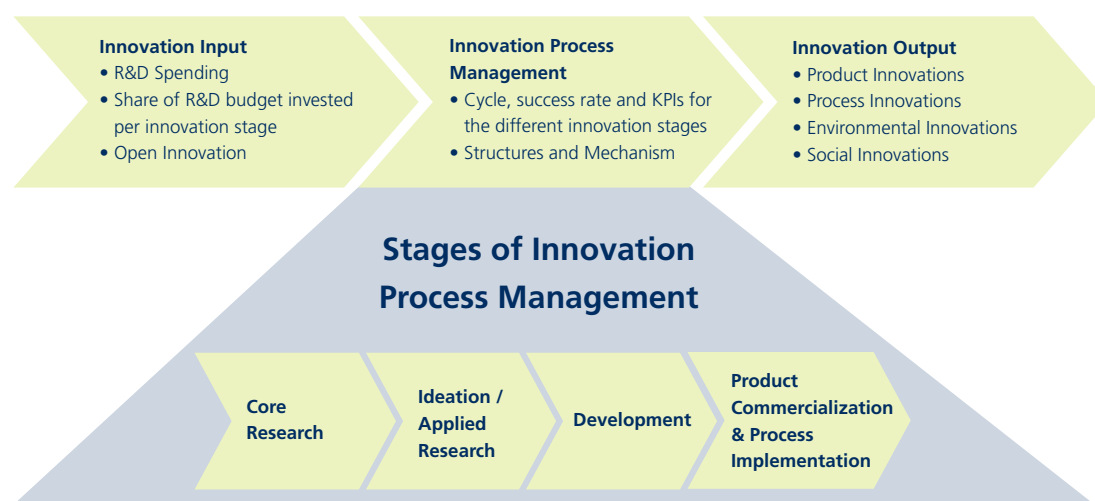 Innovation Input
• R&D Spending
• Share of R&D budget invested
per innovation stage
• Open Innovation
Innovation Process
Management
• Cycle, success rate and KPIs for
the different innovation stages
• Structures and Mechanism
Innovation Output
• Product Innovations
• Process Innovations
• Environmental Innovations
• Social Innovations
Stages of Innovation
Process Management
Core
Research
Ideation /
Applied
Research
Development
Product
Commercialization
& Process
Implementation